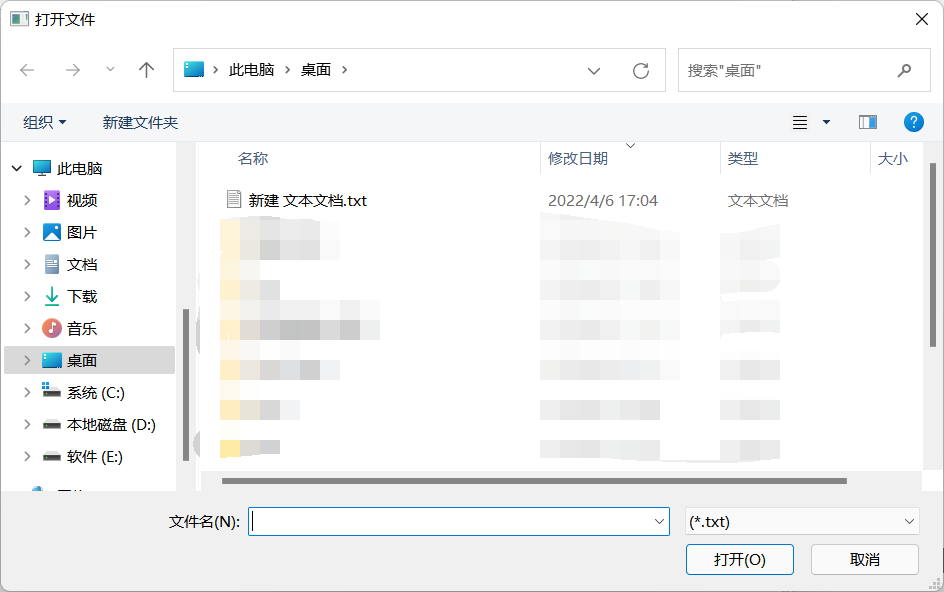 打开文件
此电脑 桌面
搜索"桌面"
组织 新建文件夹
名称 修改日期 类型 大小
新建 文本文档.txt 2022/4/6 17:04 文本文档
此电脑
视频
图片
文档
下载
音乐
桌面
系统 (C:)
本地磁盘 (D:)
软件 (E:)
文件名(N): (*.txt)
打开(O) 取消